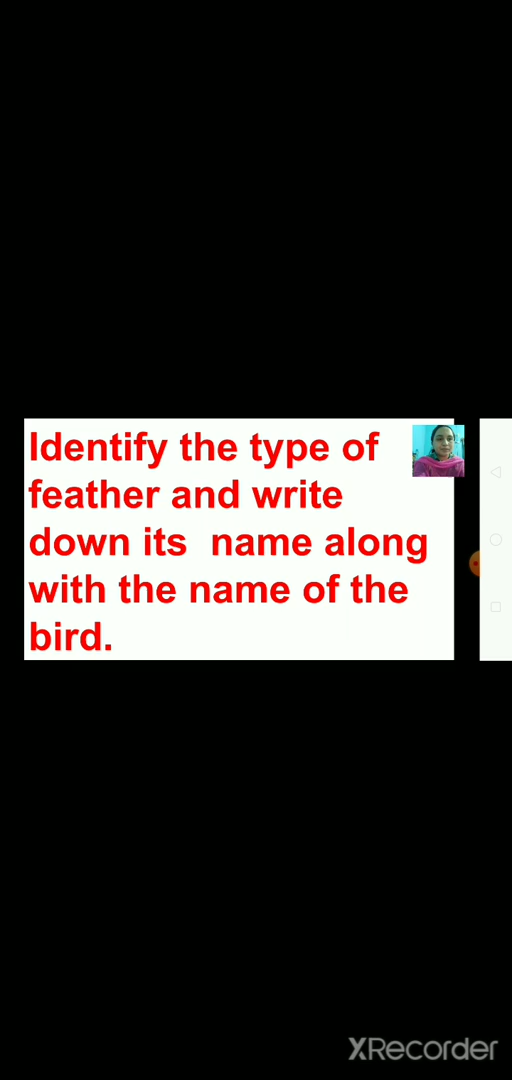 Identify the type of
feather and write
down its  name along
with the name of the
bird.
XRecorder